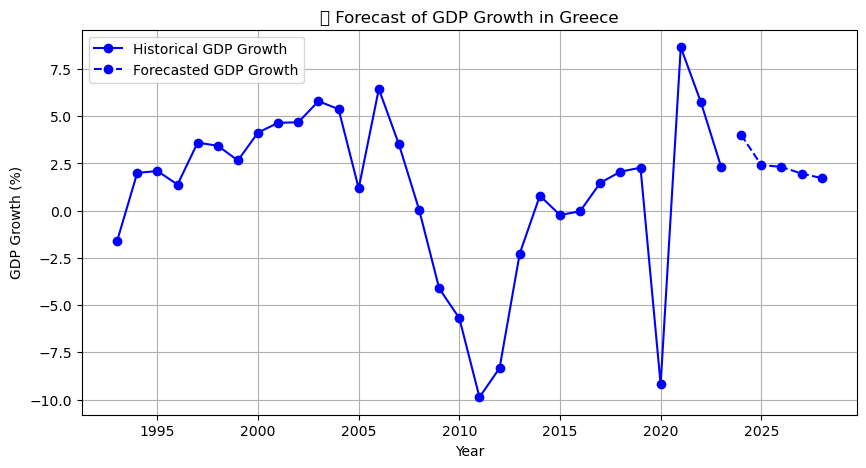 Forecast of GDP Growth in Greece
Historical GDP Growth
Forecasted GDP Growth
GDP Growth (%)
7.5
5.0
2.5
0.0
−2.5
−5.0
−7.5
−10.0
1995 2000 2005 2010 2015 2020 2025
Year